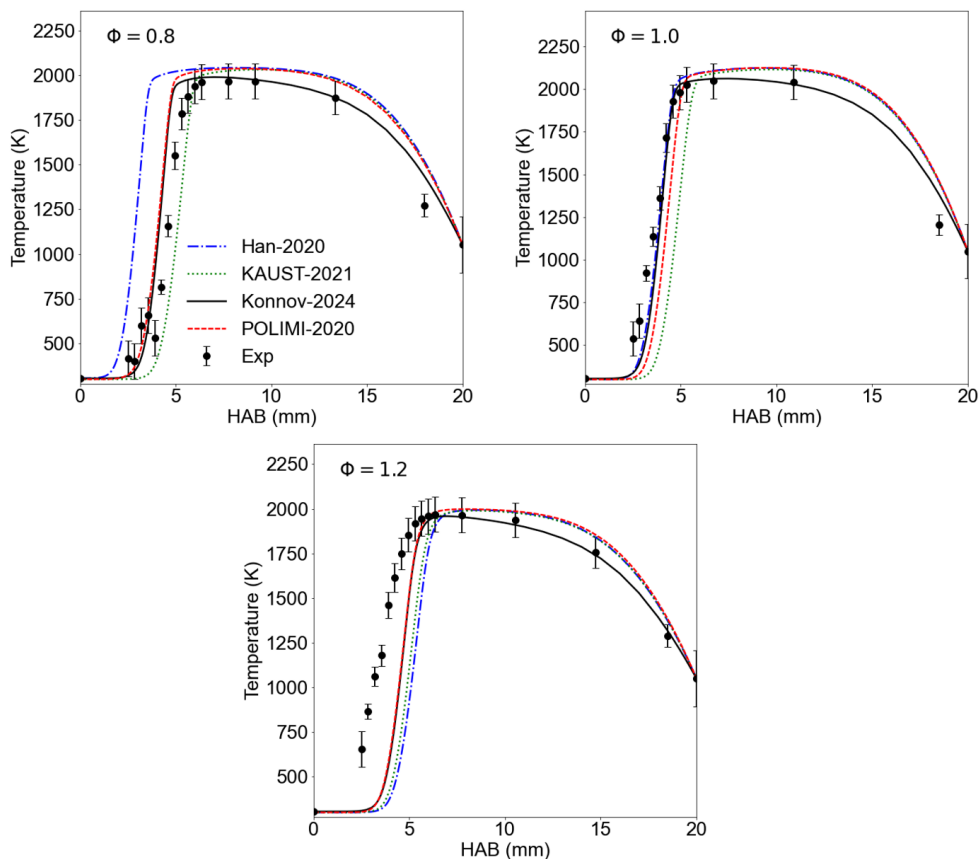 Φ = 0.8
2250
2000
1750
1500
1250
1000
750
500
Temperature (K)
Han-2020
KAUST-2021
Konnov-2024
POLIMI-2020
Exp
0 5 10 15 20
HAB (mm)
Φ = 1.0
2250
2000
1750
1500
1250
1000
750
500
Temperature (K)
0 5 10 15 20
HAB (mm)
Φ = 1.2
2250
2000
1750
1500
1250
1000
750
500
Temperature (K)
0 5 10 15 20
HAB (mm)